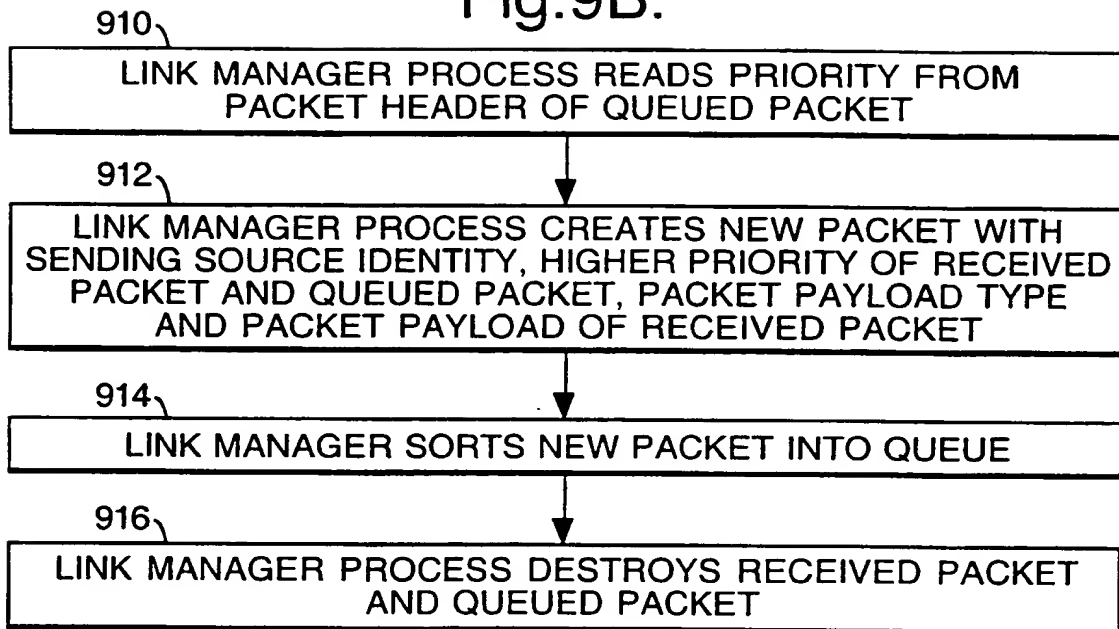 Fig.9B.
910
LINK MANAGER PROCESS READS PRIORITY FROM
PACKET HEADER OF QUEUED PACKET
912
LINK MANAGER PROCESS CREATES NEW PACKET WITH
SENDING SOURCE IDENTITY, HIGHER PRIORITY OF RECEIVED
PACKET AND QUEUED PACKET, PACKET PAYLOAD TYPE
AND PACKET PAYLOAD OF RECEIVED PACKET
914
LINK MANAGER SORTS NEW PACKET INTO QUEUE
916
LINK MANAGER PROCESS DESTROYS RECEIVED PACKET
AND QUEUED PACKET